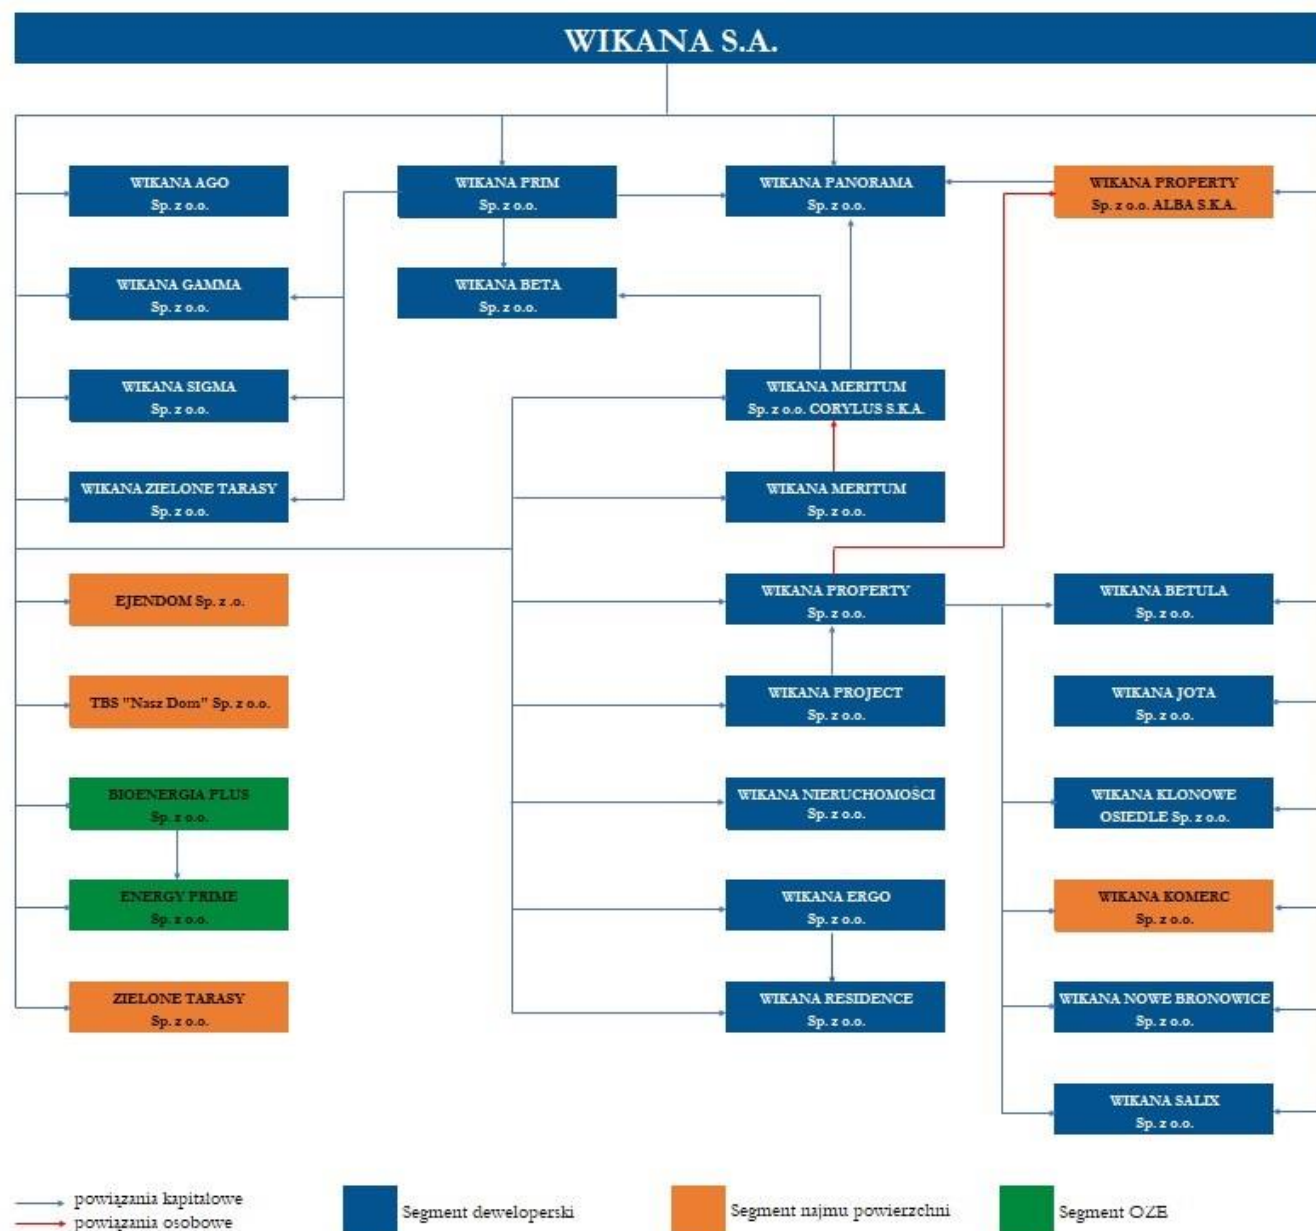 WIKANA S.A.
WIKANA AGO
Sp. z o.o.
WIKANA PRIM
Sp. z o.o.
WIKANA PANORAMA
Sp. z o.o.
WIKANA PROPERTY
Sp. z o.o. ALBA S.K.A.
WIKANA GAMMA
Sp. z o.o.
WIKANA BETA
Sp. z o.o.
WIKANA SIGMA
Sp. z o.o.
WIKANA MERITUM
Sp. z o.o. CORYLUS S.K.A.
WIKANA ZIELONE TARASY
Sp. z o.o.
WIKANA MERITUM
Sp. z o.o.
EJENDOM Sp. z .o.
WIKANA PROPERTY
Sp. z o.o.
WIKANA BETULA
Sp. z o.o.
TBS "Nasz Dom" Sp. z o.o.
WIKANA PROJECT
Sp. z o.o.
WIKANA JOTA
Sp. z o.o.
BIOENERGIA PLUS
Sp. z o.o.
WIKANA NIERUCHOMOŚCI
Sp. z o.o.
WIKANA KLONOWE
OSIEDLE Sp. z o.o.
ENERGY PRIME
Sp. z o.o.
WIKANA ERGO
Sp. z o.o.
WIKANA KOMERC
Sp. z o.o.
ZIELONE TARASY
Sp. z o.o.
WIKANA RESIDENCE
Sp. z o.o.
WIKANA NOWE BRONOWICE
Sp. z o.o.
WIKANA SALIX
Sp. z o.o.
powiązania kapitałowe
powiązania osobowe
Segment deweloperski
Segment najmu powierzchni
Segment OZE